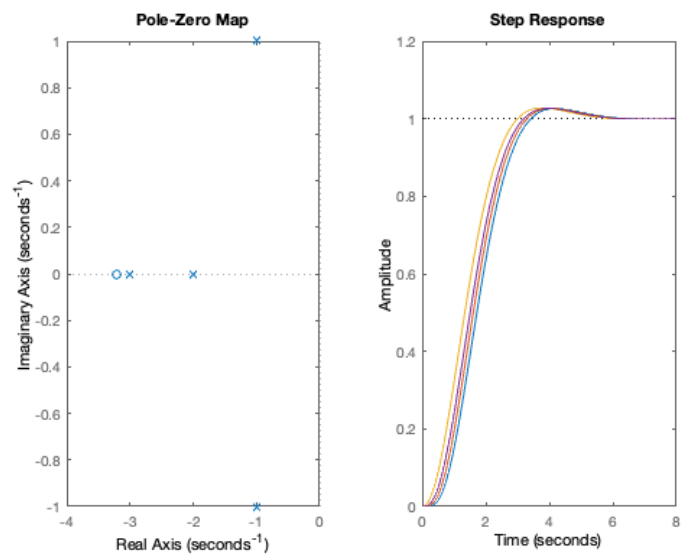 Pole-Zero Map
Imaginary Axis (seconds⁻¹)
1
0.8
0.6
0.4
0.2
0
-0.2
-0.4
-0.6
-0.8
-1
-4 -3 -2 -1 0
Real Axis (seconds⁻¹)
Step Response
Amplitude
1.2
1
0.8
0.6
0.4
0.2
0
0 2 4 6 8
Time (seconds)